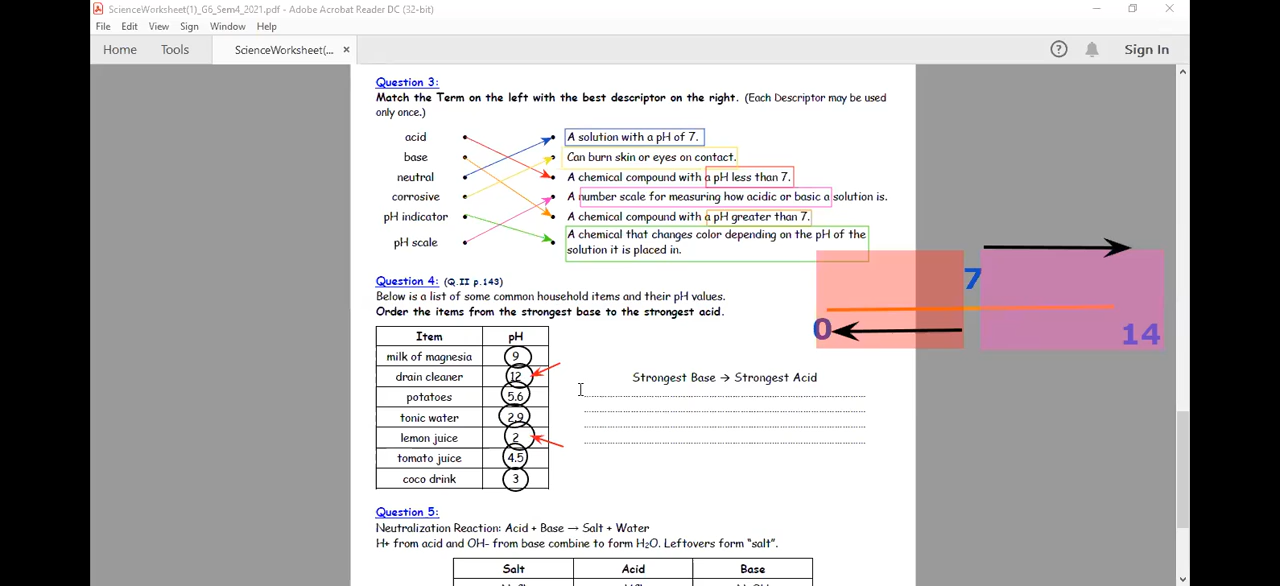 ScienceWorksheet(1)_G6_Sem4_2021.pdf - Adobe Acrobat Reader DC (32-bit)
File Edit View Sign Window Help
Home Tools ScienceWorksheet(... × ? Sign In
Question 3:
Match the Term on the left with the best descriptor on the right. (Each Descriptor may be used
only once.)
acid • • A solution with a pH of 7.
base • • Can burn skin or eyes on contact.
neutral • • A chemical compound with a pH less than 7.
corrosive • • A number scale for measuring how acidic or basic a solution is.
pH indicator • • A chemical compound with a pH greater than 7.
pH scale • • A chemical that changes color depending on the pH of the
solution it is placed in.
7
0
14
Question 4: (Q.II p.143)
Below is a list of some common household items and their pH values.
Order the items from the strongest base to the strongest acid.
Item pH
milk of magnesia 9
drain cleaner 12
potatoes 5.6
tonic water 2.9
lemon juice 2
tomato juice 4.5
coco drink 3
Strongest Base → Strongest Acid
Question 5:
Neutralization Reaction: Acid + Base → Salt + Water
H+ from acid and OH- from base combine to form H₂O. Leftovers form “salt”.
Salt Acid Base